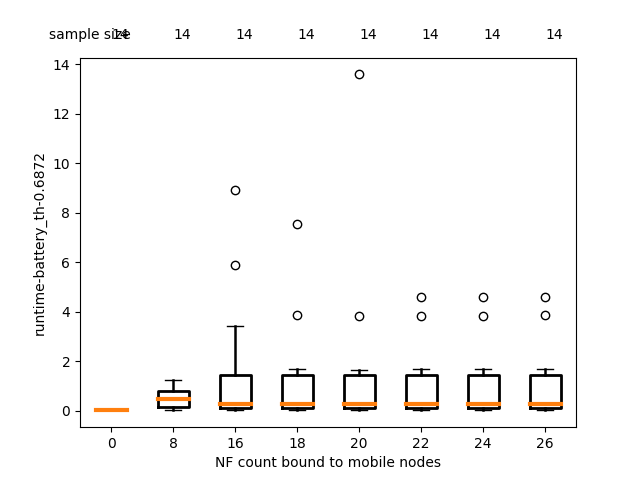 sample size 14 14 14 14 14 14 14 14
14
12
10
8
6
4
2
0
runtime-battery_th-0.6872
0 8 16 18 20 22 24 26
NF count bound to mobile nodes